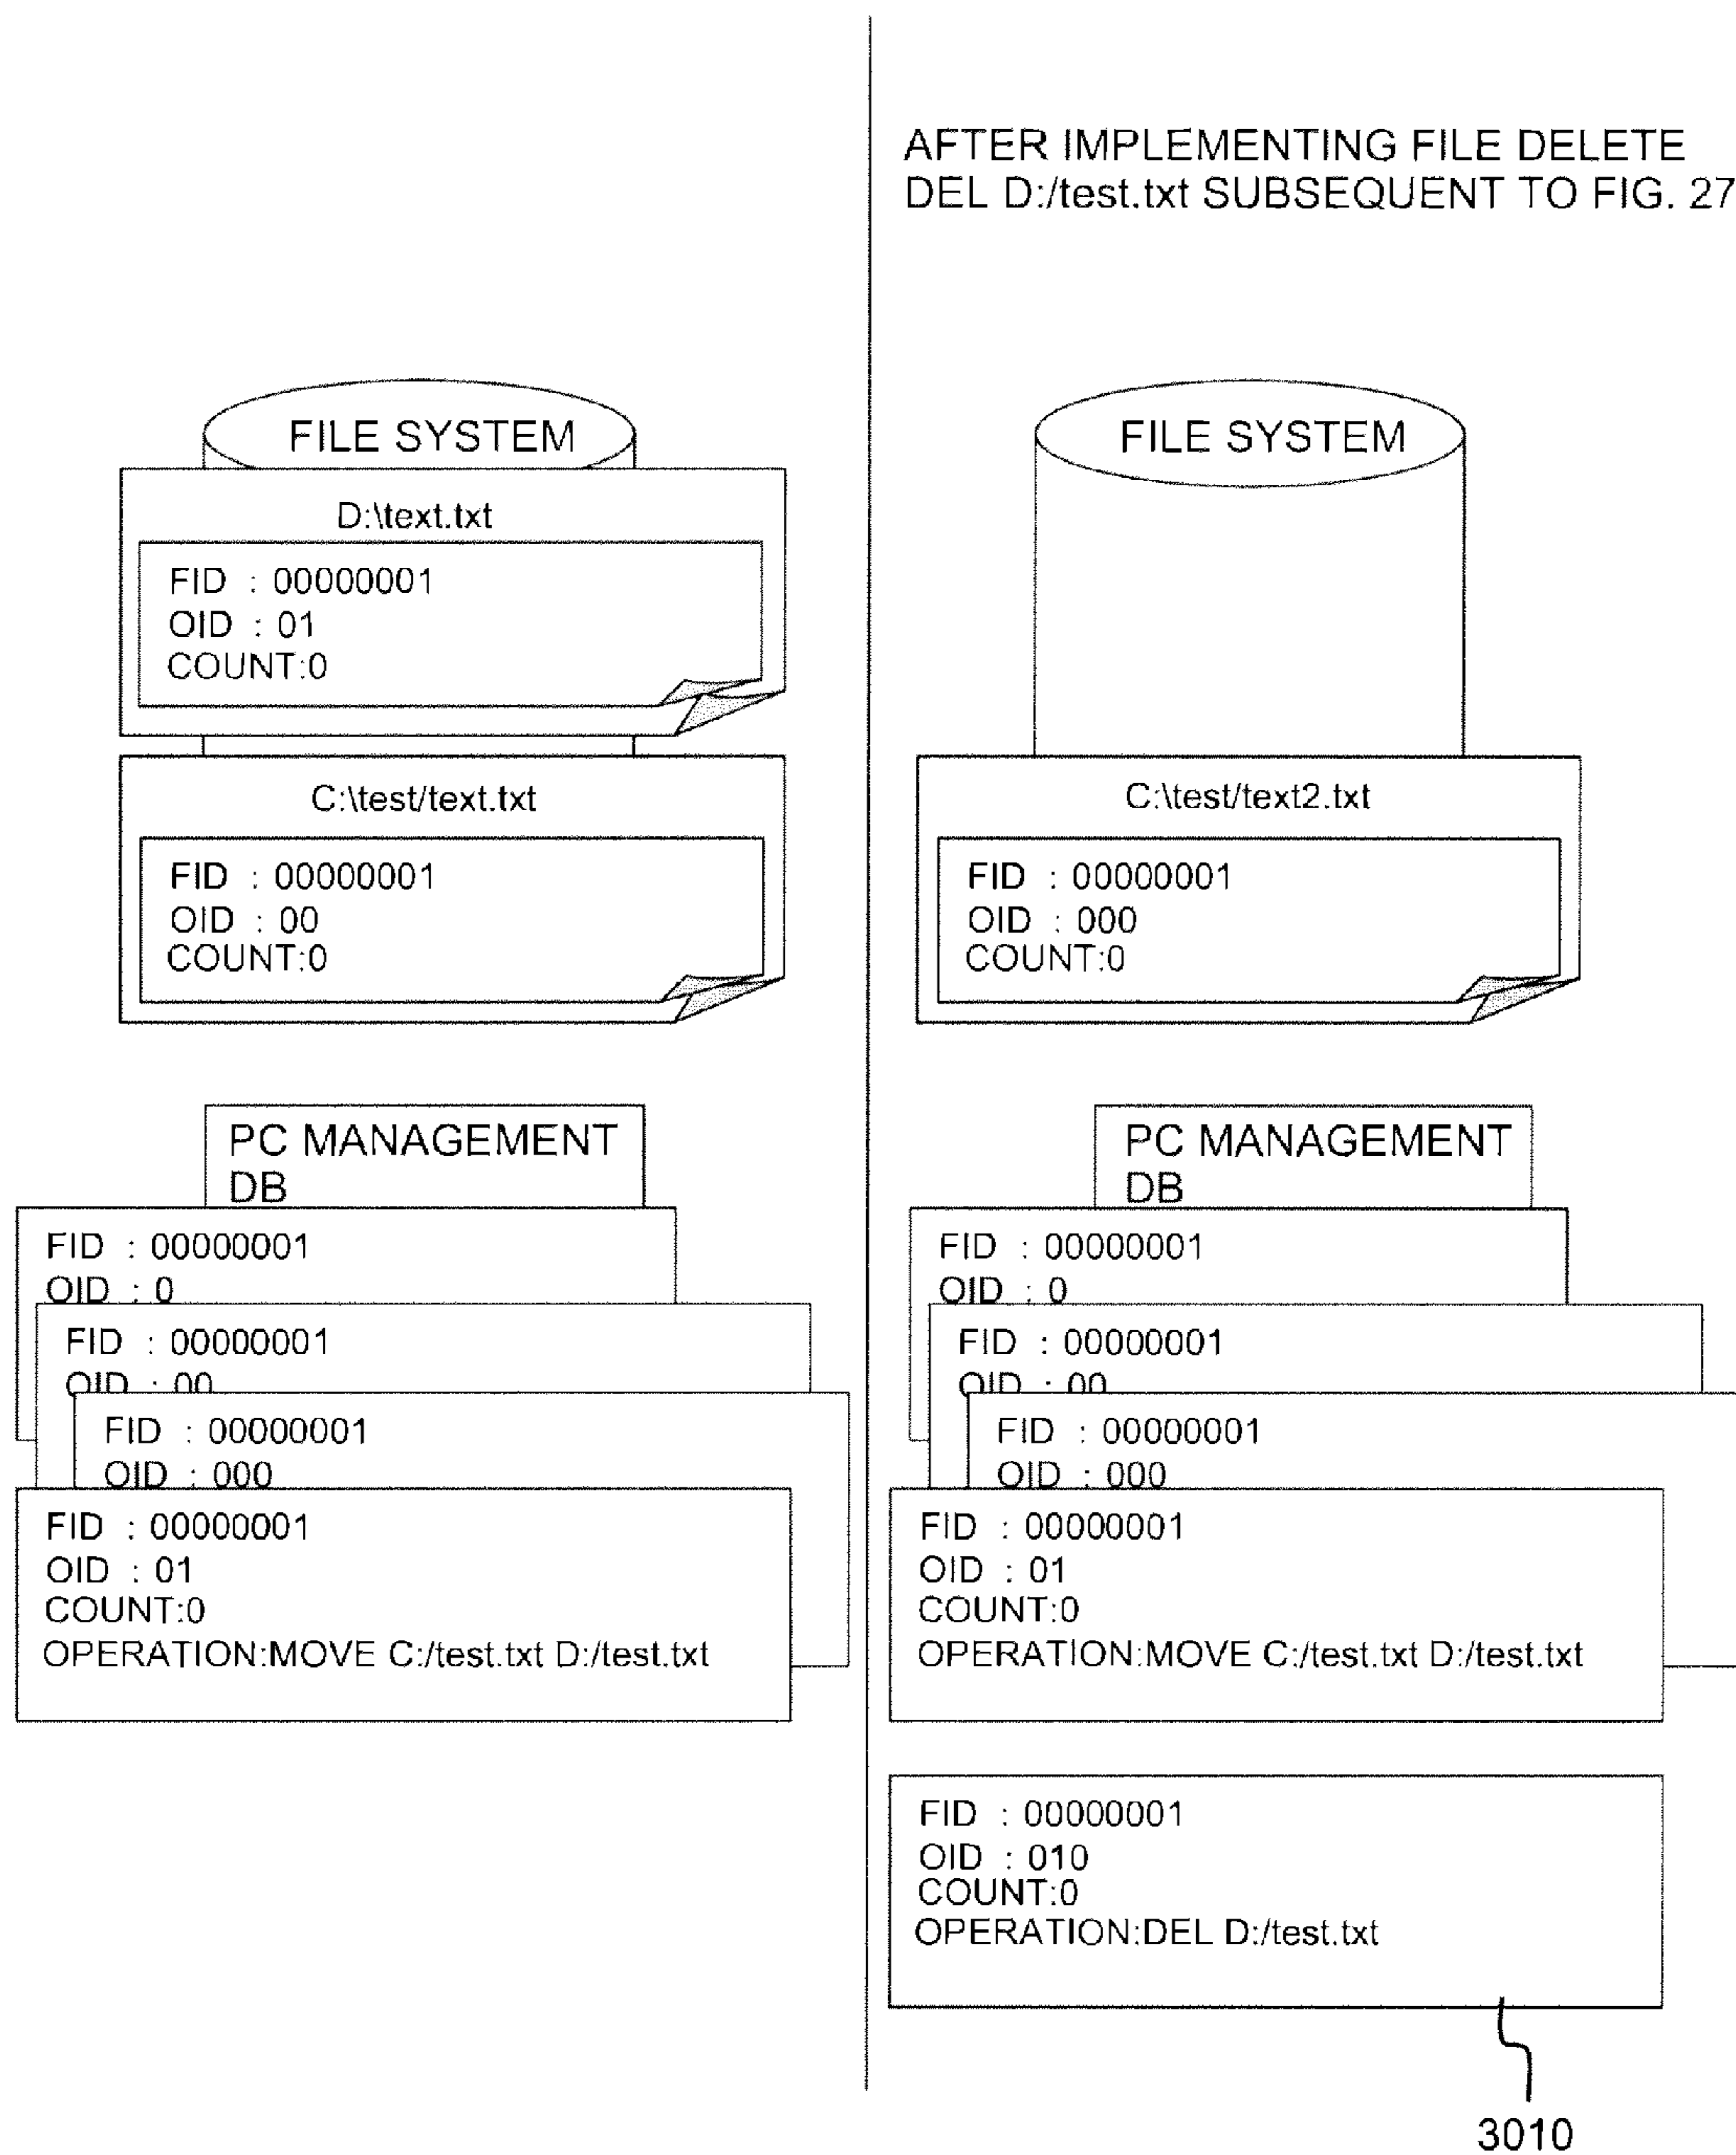 AFTER IMPLEMENTING FILE DELETE
DEL D:/test.txt SUBSEQUENT TO FIG. 27
FILE SYSTEM
D:\text.txt
FID : 00000001
OID : 01
COUNT:0
C:\test/text.txt
FID : 00000001
OID : 00
COUNT:0
PC MANAGEMENT
DB
FID : 00000001
OID : 0
FID : 00000001
OID : 00
FID : 00000001
OID : 000
FID : 00000001
OID : 01
COUNT:0
OPERATION:MOVE C:/test.txt D:/test.txt
FILE SYSTEM
C:\test/text2.txt
FID : 00000001
OID : 000
COUNT:0
PC MANAGEMENT
DB
FID : 00000001
OID : 0
FID : 00000001
OID : 00
FID : 00000001
OID : 000
FID : 00000001
OID : 01
COUNT:0
OPERATION:MOVE C:/test.txt D:/test.txt
FID : 00000001
OID : 010
COUNT:0
OPERATION:DEL D:/test.txt
3010